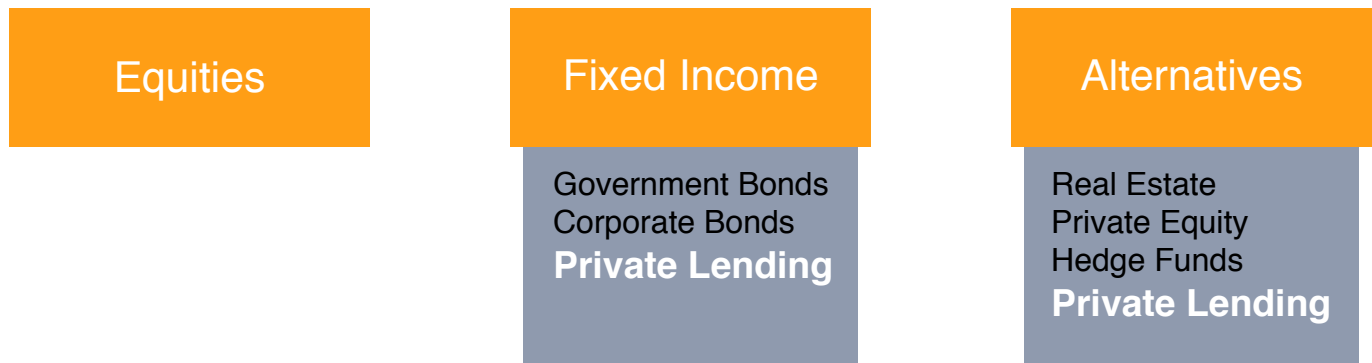 Equities
Fixed Income
Government Bonds
Corporate Bonds
Private Lending
Alternatives
Real Estate
Private Equity
Hedge Funds
Private Lending